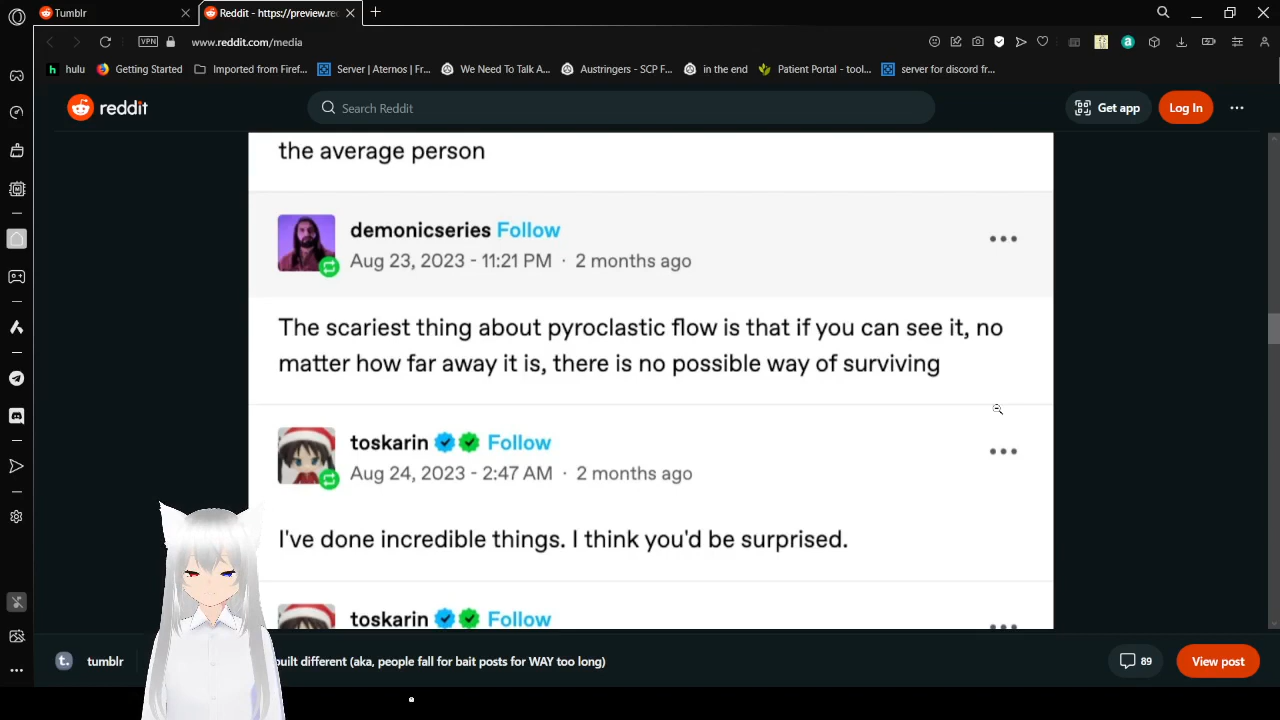 Tumblr
Reddit - https://preview.rec
VPN
www.reddit.com/media
hulu
Getting Started
Imported from Firef...
Server | Aternos | Fr...
We Need To Talk A...
Austringers - SCP F...
in the end
Patient Portal - tool...
server for discord fr...
reddit
Search Reddit
Get app
Log In
the average person
demonicseries Follow
Aug 23, 2023 - 11:21 PM · 2 months ago
The scariest thing about pyroclastic flow is that if you can see it, no
matter how far away it is, there is no possible way of surviving
toskarin Follow
Aug 24, 2023 - 2:47 AM · 2 months ago
I've done incredible things. I think you'd be surprised.
toskarin Follow
t.
tumblr
built different (aka, people fall for bait posts for WAY too long)
89
View post